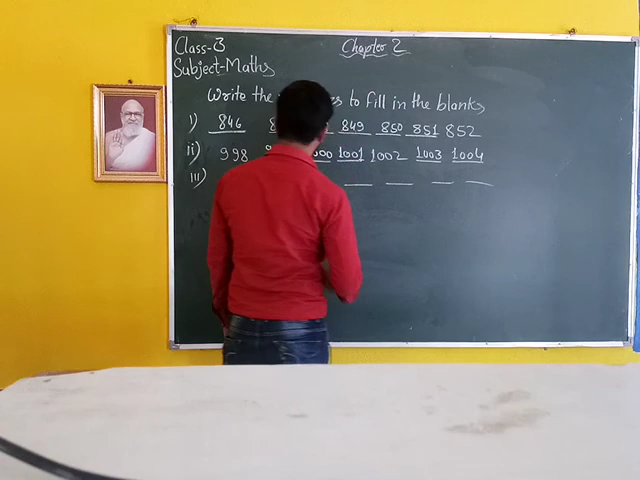 Class-3 Chapter 2
Subject-Maths
Write the to fill in the blanks
i) 846 849 850 851 852
ii) 998 1001 1002 1003 1004
iii)